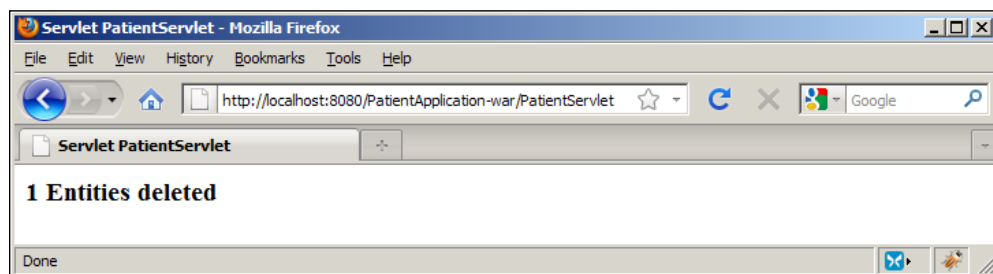 Servlet PatientServlet - Mozilla Firefox
File Edit View History Bookmarks Tools Help
http://localhost:8080/PatientApplication-war/PatientServlet Google
Servlet PatientServlet
1 Entities deleted
Done